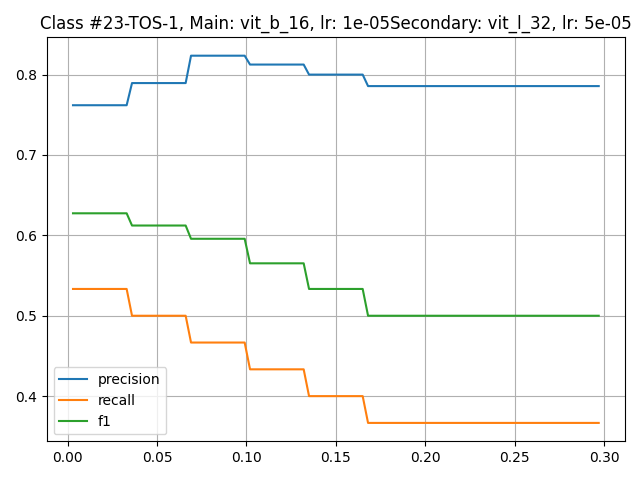 Class #23-TOS-1, Main: vit_b_16, lr: 1e-05Secondary: vit_l_32, lr: 5e-05
0.8
0.7
0.6
0.5
0.4
precision
recall
f1
0.00 0.05 0.10 0.15 0.20 0.25 0.30